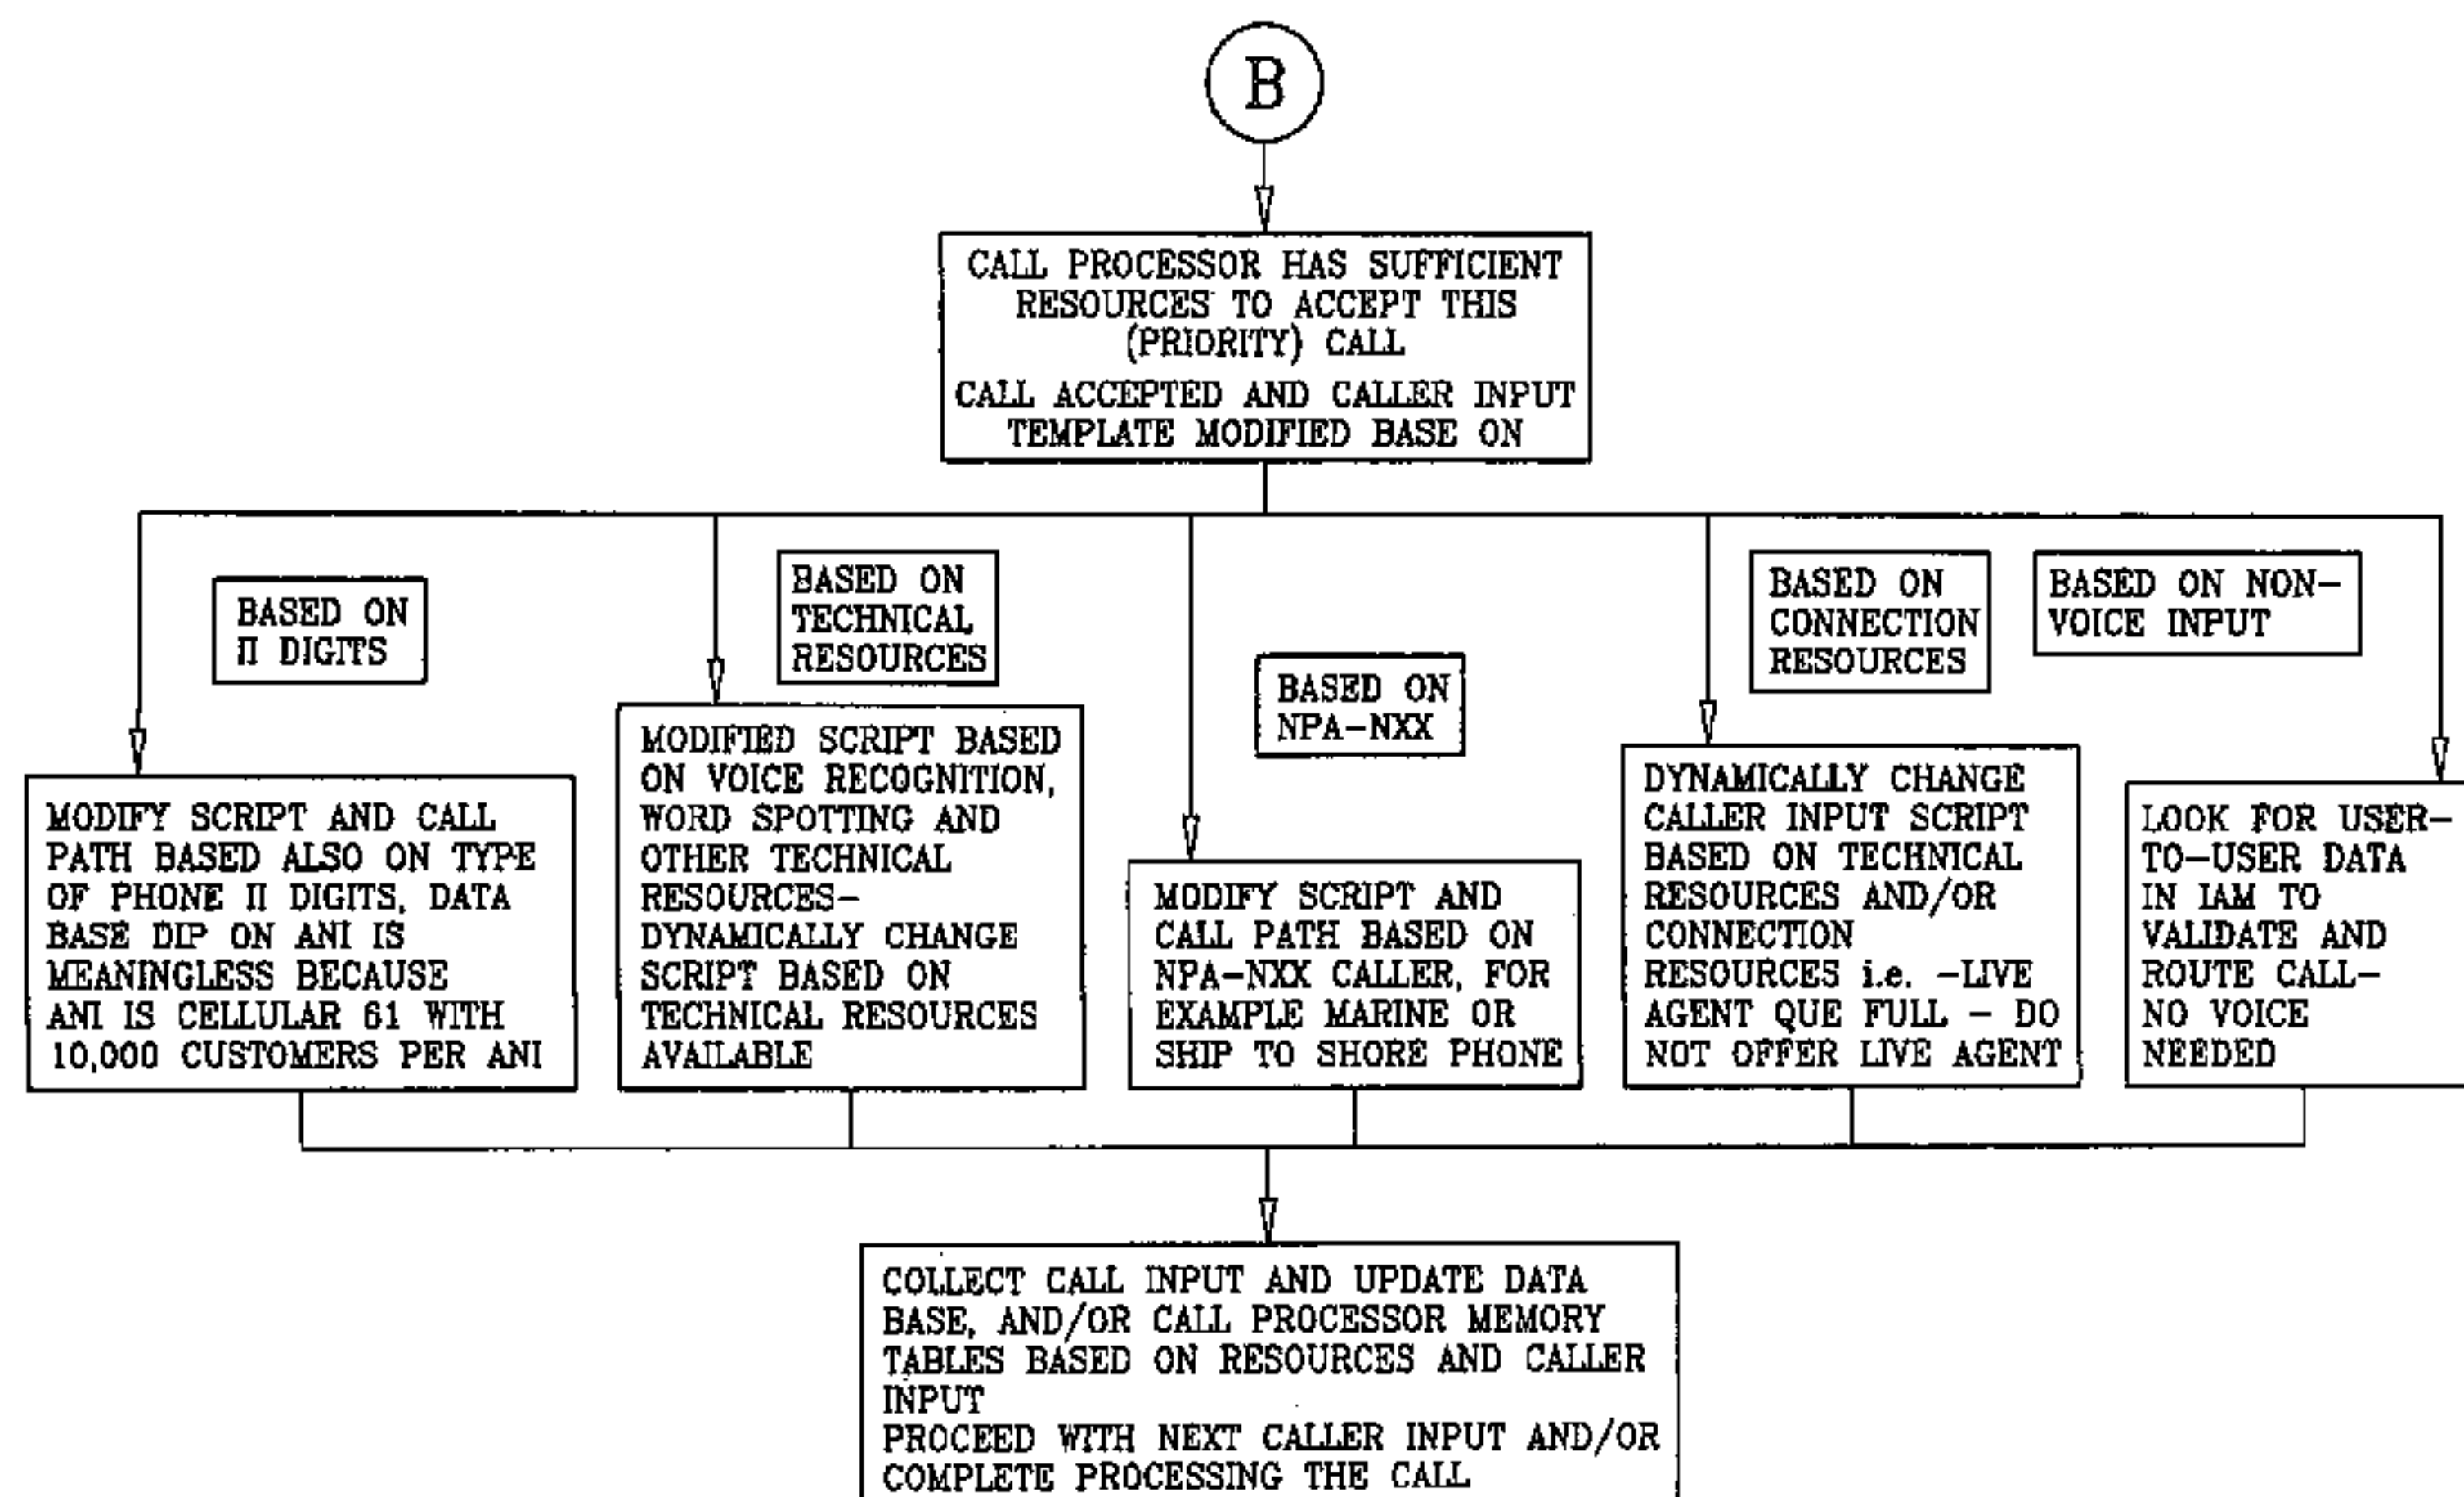 B
CALL PROCESSOR HAS SUFFICIENT
RESOURCES TO ACCEPT THIS
(PRIORITY) CALL
CALL ACCEPTED AND CALLER INPUT
TEMPLATE MODIFIED BASE ON
BASED ON
II DIGITS
BASED ON
TECHNICAL
RESOURCES
BASED ON
NPA-NXX
BASED ON
CONNECTION
RESOURCES
BASED ON NON-
VOICE INPUT
MODIFY SCRIPT AND CALL
PATH BASED ALSO ON TYPE
OF PHONE II DIGITS, DATA
BASE DIP ON ANI IS
MEANINGLESS BECAUSE
ANI IS CELLULAR 61 WITH
10,000 CUSTOMERS PER ANI
MODIFIED SCRIPT BASED
ON VOICE RECOGNITION,
WORD SPOTTING AND
OTHER TECHNICAL
RESOURCES-
DYNAMICALLY CHANGE
SCRIPT BASED ON
TECHNICAL RESOURCES
AVAILABLE
MODIFY SCRIPT AND
CALL PATH BASED ON
NPA-NXX CALLER, FOR
EXAMPLE MARINE OR
SHIP TO SHORE PHONE
DYNAMICALLY CHANGE
CALLER INPUT SCRIPT
BASED ON TECHNICAL
RESOURCES AND/OR
CONNECTION
RESOURCES i.e. -LIVE
AGENT QUE FULL - DO
NOT OFFER LIVE AGENT
LOOK FOR USER-
TO-USER DATA
IN IAM TO
VALIDATE AND
ROUTE CALL-
NO VOICE
NEEDED
COLLECT CALL INPUT AND UPDATE DATA
BASE, AND/OR CALL PROCESSOR MEMORY
TABLES BASED ON RESOURCES AND CALLER
INPUT
PROCEED WITH NEXT CALLER INPUT AND/OR
COMPLETE PROCESSING THE CALL